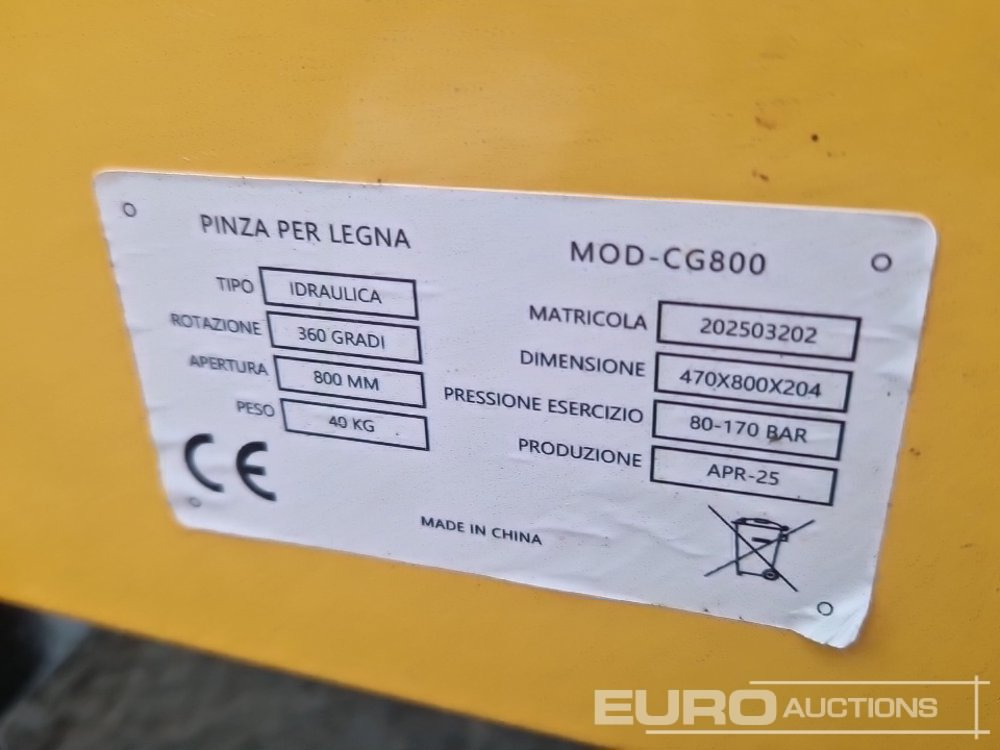 PINZA PER LEGNA
TIPO IDRAULICA
ROTAZIONE 360 GRADI
APERTURA 800 MM
PESO 40 KG
CE
MOD-CG800
MATRICOLA 202503202
DIMENSIONE 470X800X204
PRESSIONE ESERCIZIO 80-170 BAR
PRODUZIONE APR-25
MADE IN CHINA
EURO AUCTIONS